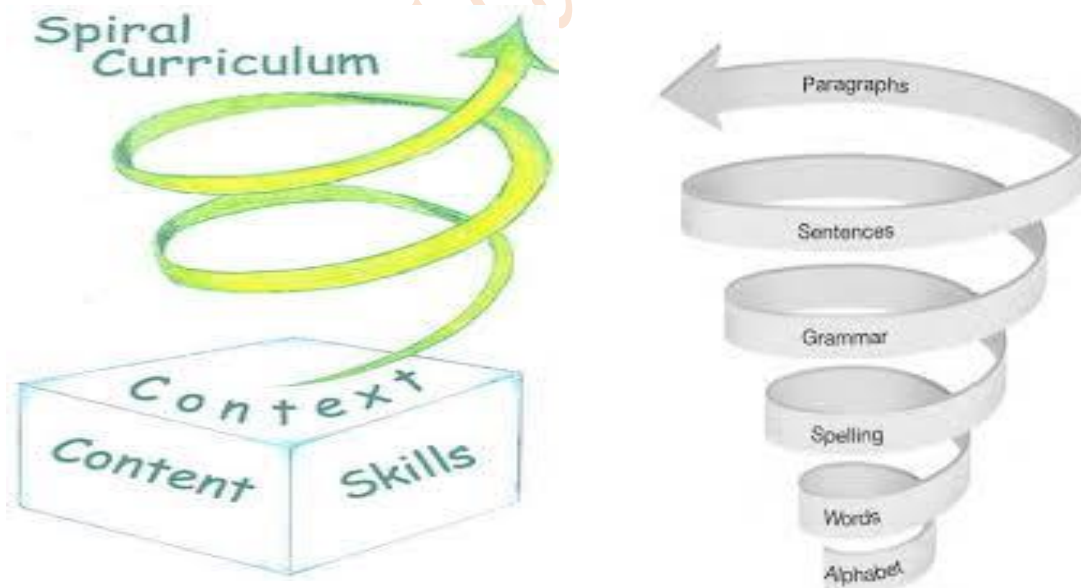 Spiral
Curriculum
Context
Content
Skills
Paragraphs
Sentences
Grammar
Spelling
Words
Alphabet